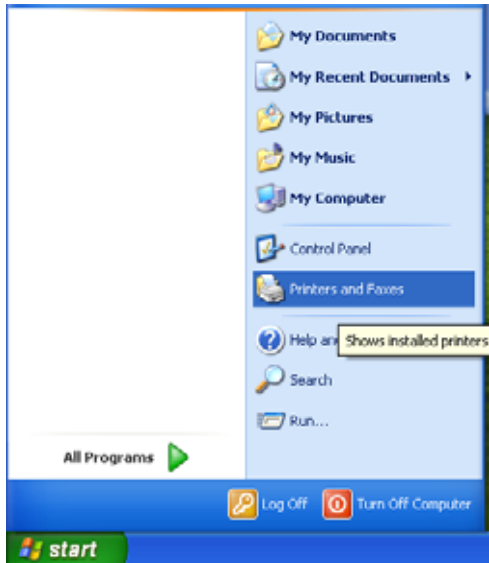 My Documents
My Recent Documents
My Pictures
My Music
My Computer
Control Panel
Printers and Faxes
Help an
Shows installed printers
Search
Run...
All Programs
Log Off
Turn Off Computer
start